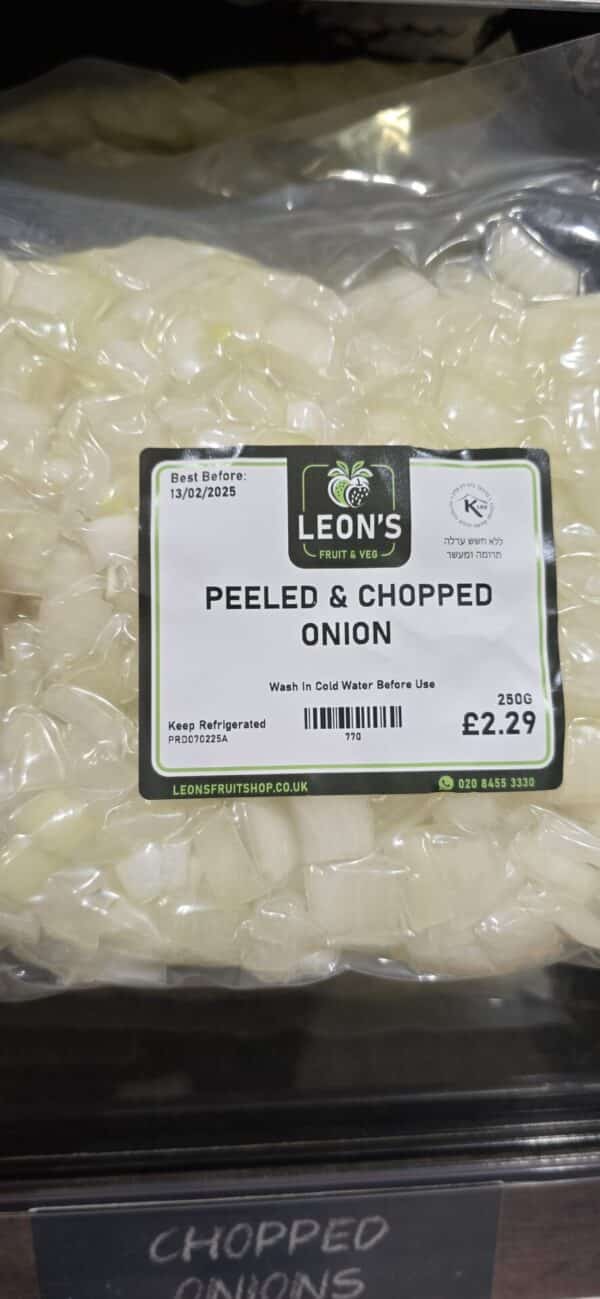 Best Before:
13/02/2025
LEON'S
FRUIT & VEG
K
ללא חשש ערלה
תרומה ומעשר
PEELED & CHOPPED
ONION
Wash In Cold Water Before Use
Keep Refrigerated
PRD070225A
770
250G
£2.29
LEONSFRUITSHOP.CO.UK
020 8455 3330
CHOPPED
ONIONS